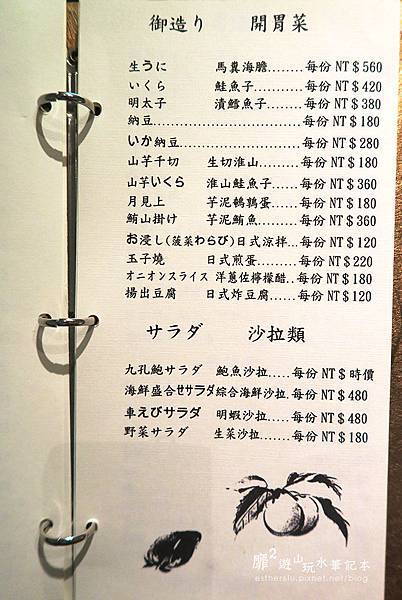 御造り 開胃菜
生うに 馬糞海膽........每份 NT＄560
いくら 鮭魚子..........每份 NT＄420
明太子 漬鱈魚子.......每份 NT＄380
納豆..............................每份 NT＄180
いか納豆..........................每份 NT＄280
山芋千切 生切淮山........每份 NT＄180
山芋いくら 淮山鮭魚子......每份 NT＄360
月見上 芋泥鵪鶉蛋......每份 NT＄180
鮪山掛け 芋泥鮪魚........每份 NT＄360
お浸し(菠菜わらび)日式涼拌...每份 NT＄120
玉子燒 日式煎蛋........每份 NT＄220
オニオンスライス 洋蔥佐檸檬醋..每份 NT＄180
揚出豆腐 日式炸豆腐......每份 NT＄120
サラダ 沙拉類
九孔鮑サラダ 鮑魚沙拉.....每份 NT＄時價
海鮮盛合せサラダ 綜合海鮮沙拉.每份 NT＄480
車えびサラダ 明蝦沙拉.....每份 NT＄480
野菜サラダ 生菜沙拉.......每份 NT＄180
靡2遊山玩水筆記本
estherslu.pixnet.net/blog